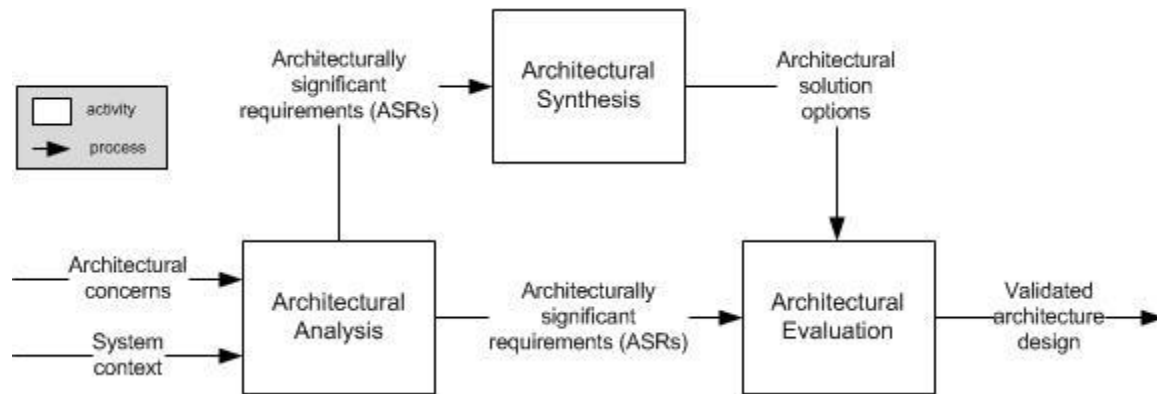 Architecturally
significant
requirements (ASRs)
Architectural
Synthesis
Architectural
solution
options
activity
process
Architectural
concerns
System
context
Architectural
Analysis
Architecturally
significant
requirements (ASRs)
Architectural
Evaluation
Validated
architecture
design